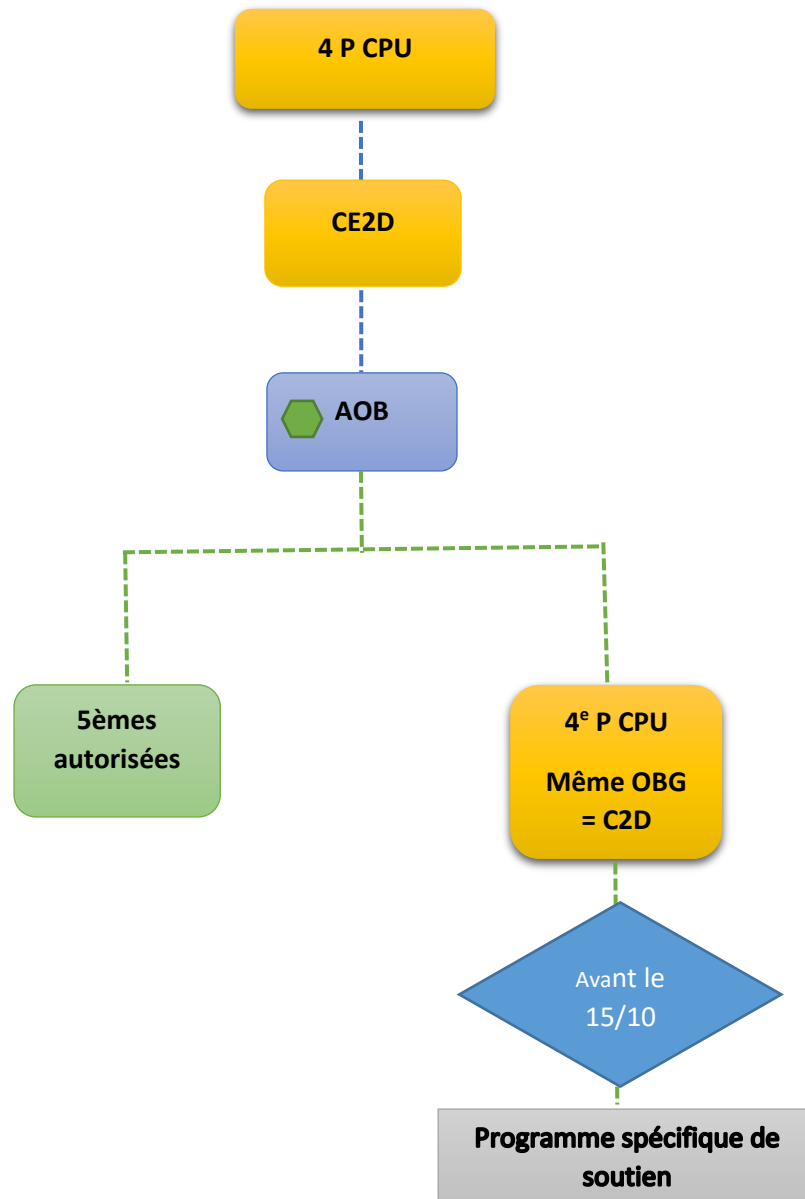 4 P CPU
CE2D
AOB
5èmes
autorisées
4e P CPU
Même OBG
= C2D
Avant le
15/10
Programme spécifique de
soutien